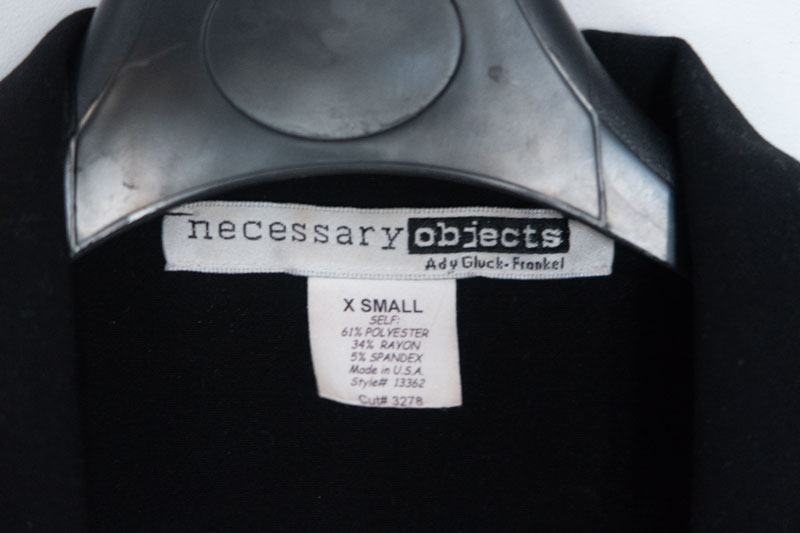 necessary objects
Ady Gluck-Frankel
X SMALL
SELF:
61% POLYESTER
34% RAYON
5% SPANDEX
Made in U.S.A.
Style# 13362
Cut# 3278